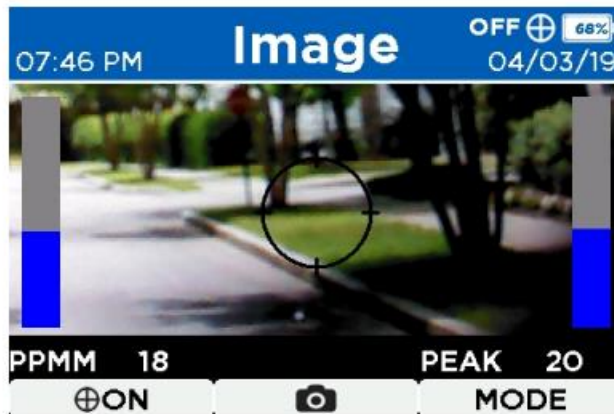 Image
OFF 68%
07:46 PM
04/03/19
PPMM 18
PEAK 20
ON
MODE